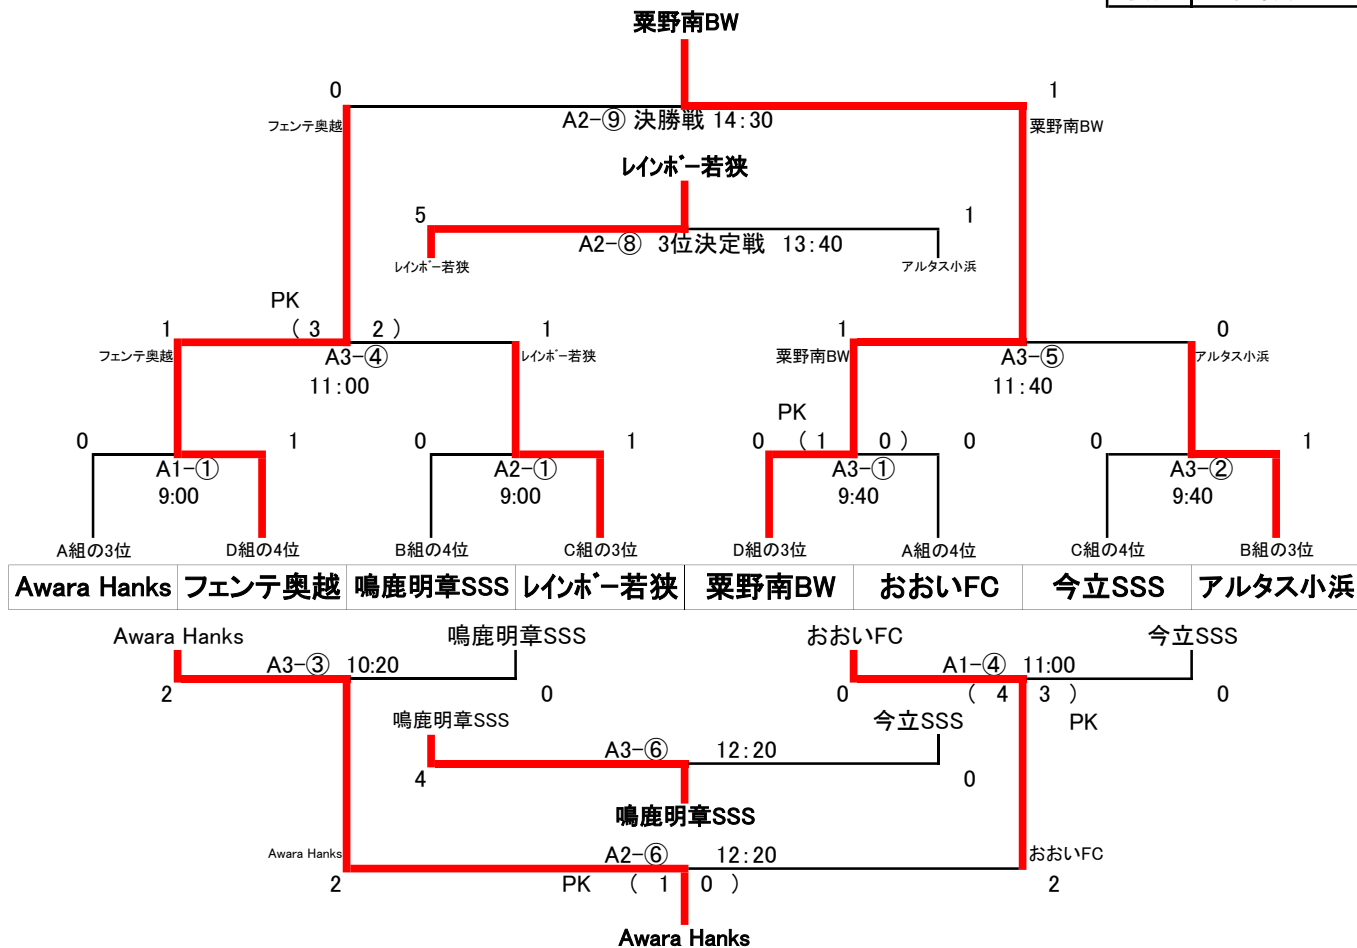 粟野南BW
0 1
フェンテ奥越 A2-⑨ 決勝戦 14:30 粟野南BW
レインボー若狭
5 1
A2-⑧ 3位決定戦 13:40
レインボー若狭 アルタス小浜
PK
1 ( 3 2 ) 1 1 0
フェンテ奥越 A3-④ レインボー若狭 粟野南BW A3-⑤ アルタス小浜
11:00 11:40
PK
0 1 0 1 0 ( 1 0 ) 0 0 1
A1-① A2-① A3-① A3-②
9:00 9:00 9:40 9:40
A組の3位 D組の4位 B組の4位 C組の3位 D組の3位 A組の4位 C組の4位 B組の3位
Awara Hanks フェンテ奥越 鳴鹿明章SSS レインボー若狭 粟野南BW おおいFC 今立SSS アルタス小浜
Awara Hanks 鳴鹿明章SSS おおいFC 今立SSS
A3-③ 10:20 A1-④ 11:00
2 0 0 ( 4 3 ) 0
鳴鹿明章SSS 今立SSS PK
A3-⑥ 12:20
4 0
鳴鹿明章SSS
Awara Hanks A2-⑥ 12:20 おおいFC
2 PK ( 1 0 ) 2
Awara Hanks